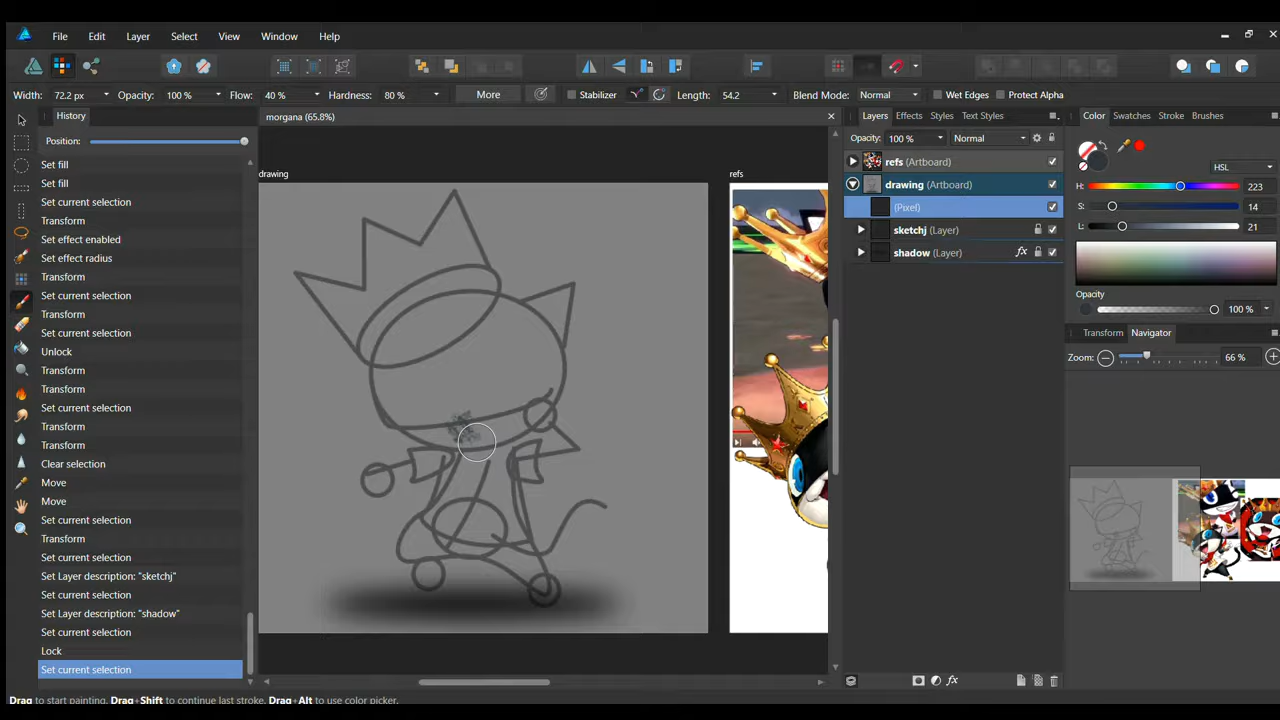 File Edit Layer Select View Window Help
Width: 72.2 px Opacity: 100 % Flow: 40 % Hardness: 80 % More Stabilizer Length: 54.2 Blend Mode: Normal Wet Edges Protect Alpha
History
Position:
Set fill
Set fill
Set current selection
Transform
Set effect enabled
Set effect radius
Transform
Set current selection
Transform
Set current selection
Unlock
Transform
Transform
Set current selection
Transform
Transform
Clear selection
Move
Move
Set current selection
Transform
Set current selection
Set Layer description: "sketchj"
Set current selection
Set Layer description: "shadow"
Set current selection
Lock
Set current selection
morgana (65.8%)
drawing
refs
Layers Effects Styles Text Styles
Opacity: 100 % Normal
refs (Artboard)
drawing (Artboard)
(Pixel)
sketchj (Layer)
shadow (Layer) fx
fx
Color Swatches Stroke Brushes
HSL
H: 223
S: 14
L: 21
Opacity
100 %
Transform Navigator
Zoom: 66 %
Drag to start painting. Drag+Shift to continue last stroke. Drag+Alt to use color picker.